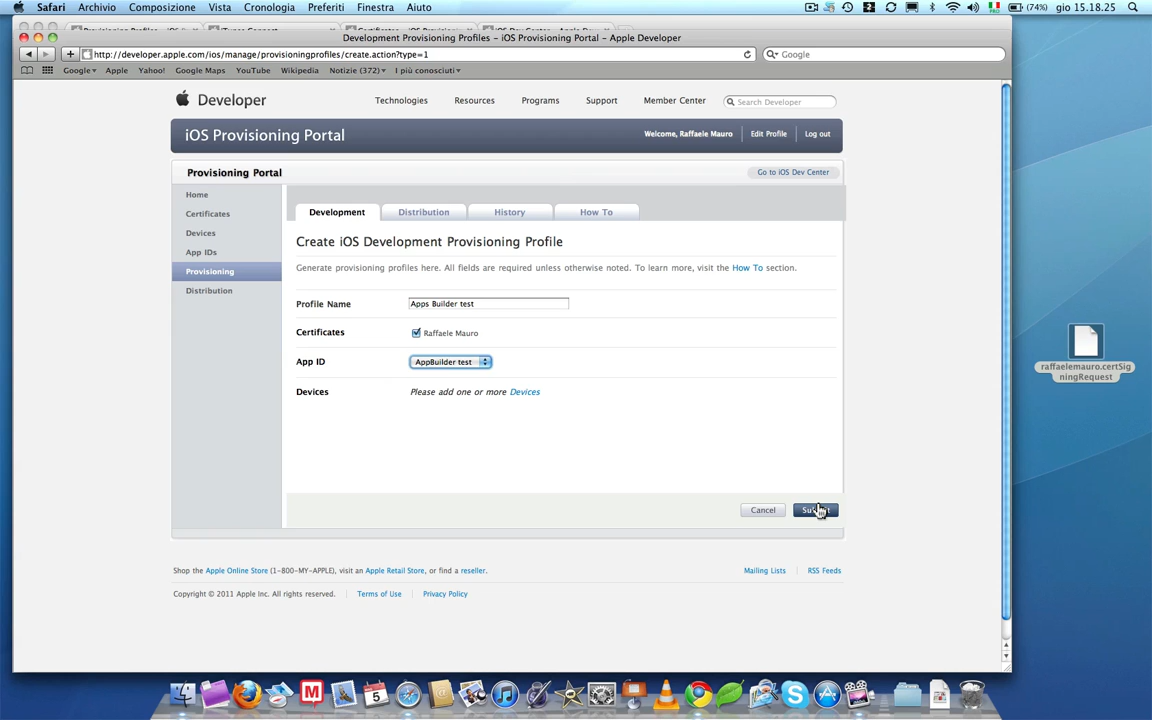 Safari Archivio Composizione Vista Cronologia Preferiti Finestra Aiuto (74%) gio 15.18.25
Development Provisioning Profiles – iOS Provisioning Portal – Apple Developer
http://developer.apple.com/ios/manage/provisioningprofiles/create.action?type=1 Google
Google Apple Yahoo! Google Maps YouTube Wikipedia Notizie (372) I più conosciuti
Developer Technologies Resources Programs Support Member Center Search Developer
iOS Provisioning Portal Welcome, Raffaele Mauro Edit Profile Log out
Provisioning Portal Go to iOS Dev Center
Home
Certificates
Devices
App IDs
Provisioning
Distribution
Development Distribution History How To
Create iOS Development Provisioning Profile
Generate provisioning profiles here. All fields are required unless otherwise noted. To learn more, visit the How To section.
Profile Name Apps Builder test
Certificates Raffaele Mauro
App ID AppBuilder test
Devices Please add one or more Devices
Cancel
raffaelemauro.certSig
ningRequest
Shop the Apple Online Store (1-800-MY-APPLE), visit an Apple Retail Store, or find a reseller. Mailing Lists RSS Feeds
Copyright © 2011 Apple Inc. All rights reserved. Terms of Use Privacy Policy